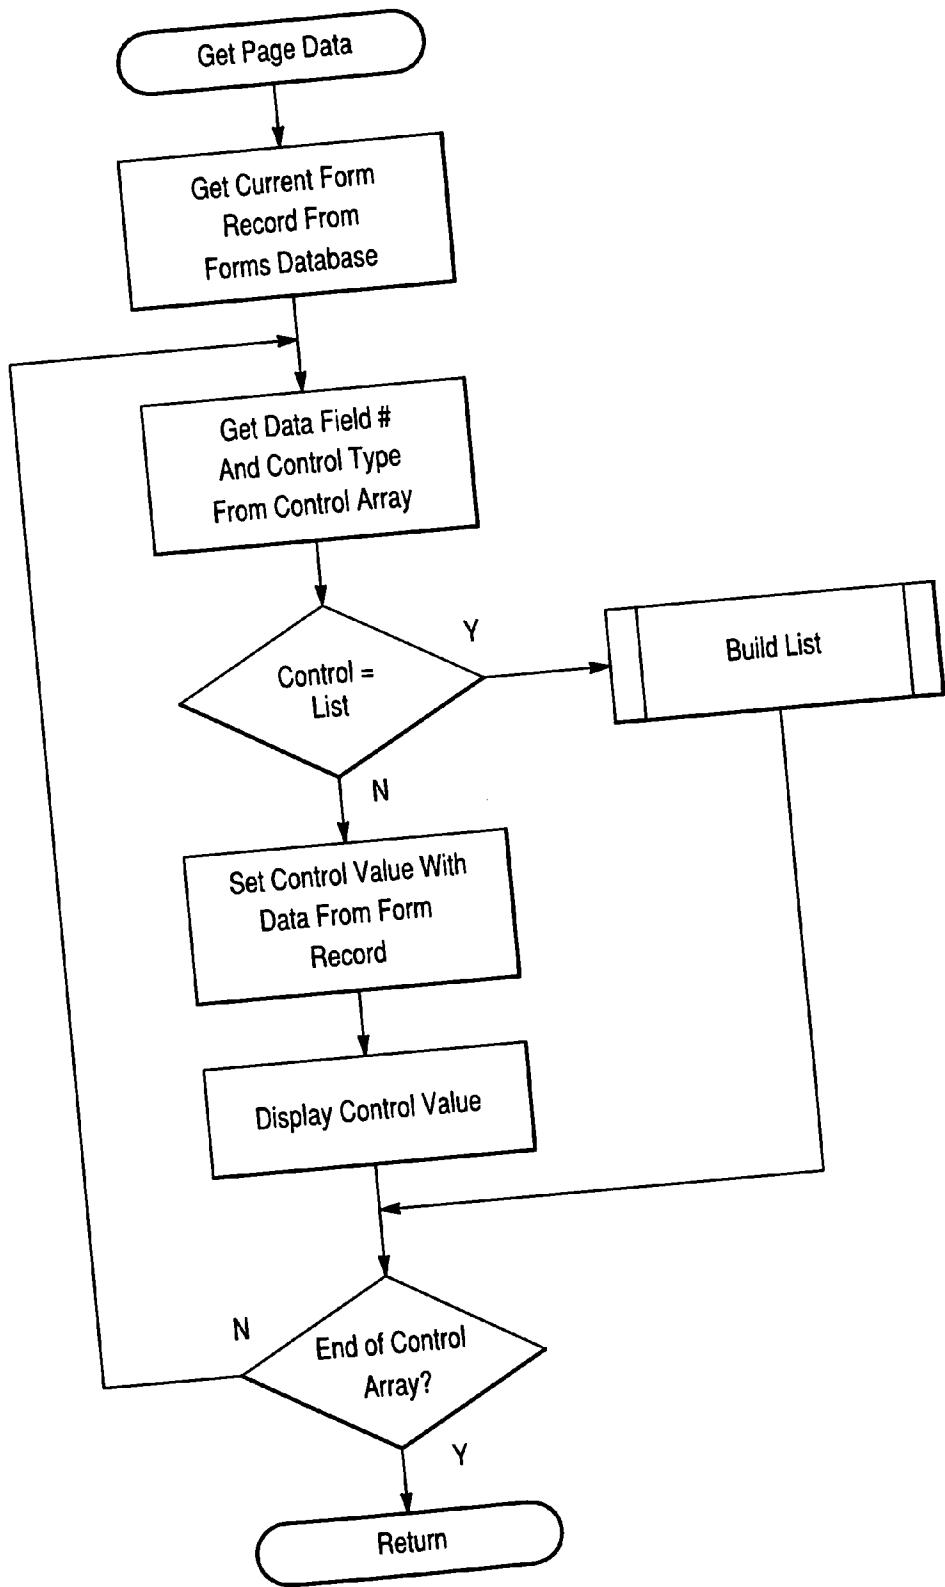 Get Page Data
Get Current Form
Record From
Forms Database
Get Data Field #
And Control Type
From Control Array
Control =
List
Y
Build List
N
Set Control Value With
Data From Form
Record
Display Control Value
N
End of Control
Array?
Y
Return